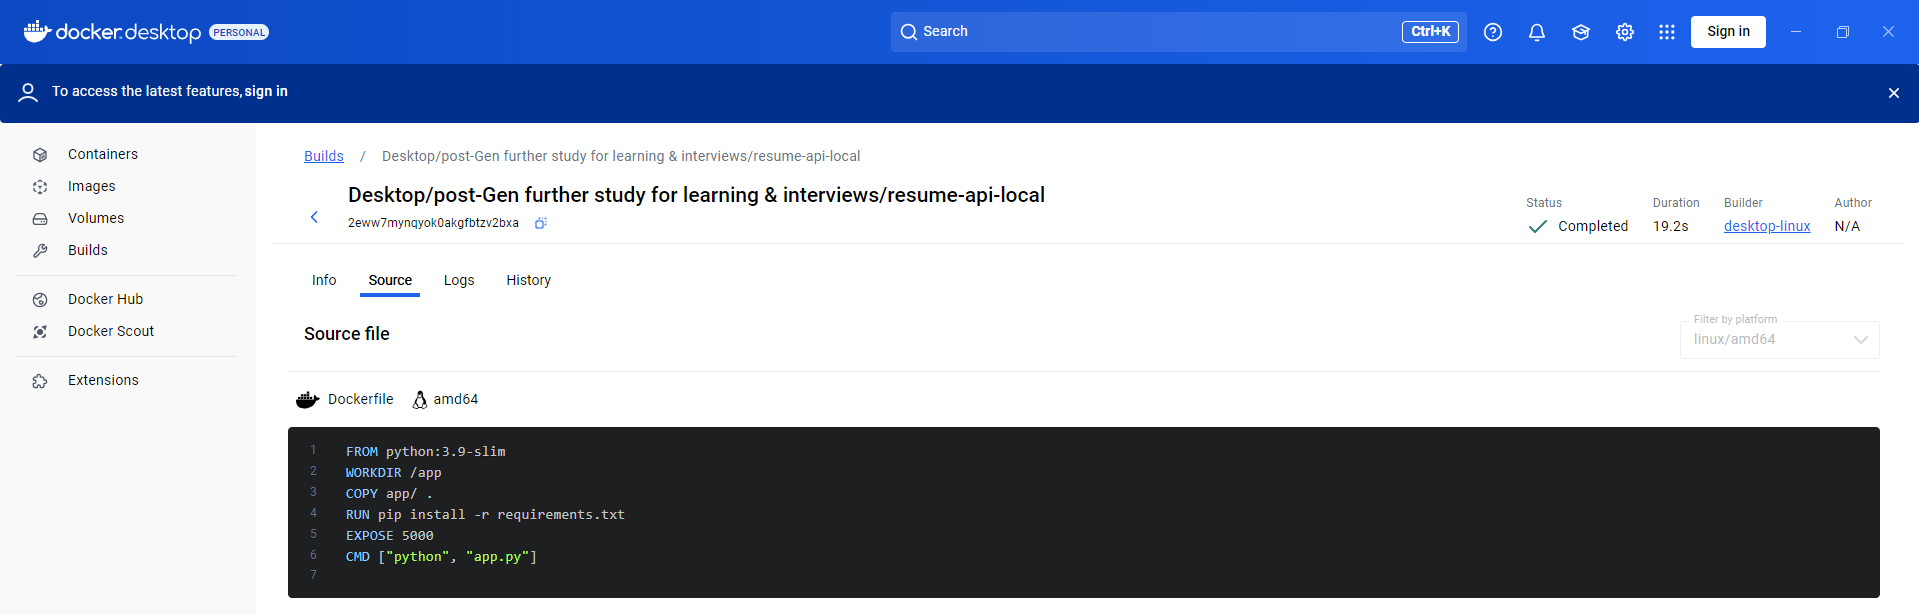 docker.desktop PERSONAL
Search
Ctrl+K
Sign in
To access the latest features, sign in
Containers
Images
Volumes
Builds
Docker Hub
Docker Scout
Extensions
Builds / Desktop/post-Gen further study for learning & interviews/resume-api-local
Desktop/post-Gen further study for learning & interviews/resume-api-local
2eww7mynqyok0akgfbtzv2bxa
Status Duration Builder Author
Completed 19.2s desktop-linux N/A
Info Source Logs History
Source file
Filter by platform
linux/amd64
Dockerfile amd64
1 FROM python:3.9-slim
2 WORKDIR /app
3 COPY app/ .
4 RUN pip install -r requirements.txt
5 EXPOSE 5000
6 CMD ["python", "app.py"]
7